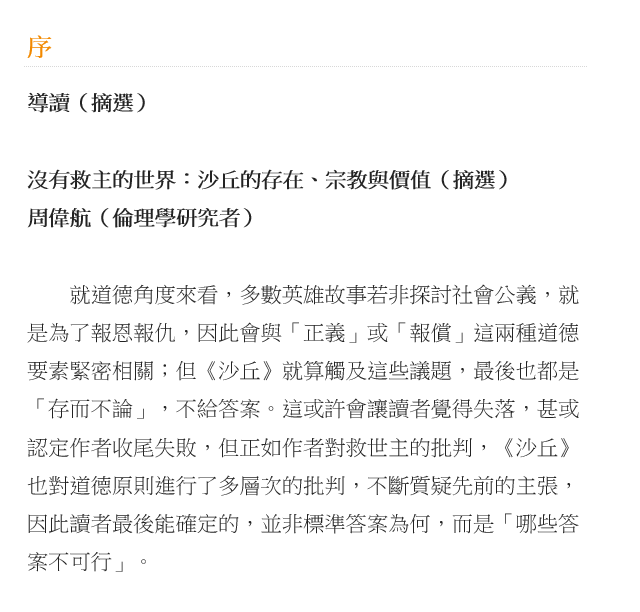 序
導讀（摘選）
沒有救主的世界：沙丘的存在、宗教與價值（摘選）
周偉航（倫理學研究者）
就道德角度來看，多數英雄故事若非探討社會公義，就
是為了報恩報仇，因此會與「正義」或「報償」這兩種道德
要素緊密相關；但《沙丘》就算觸及這些議題，最後也都是
「存而不論」，不給答案。這或許會讓讀者覺得失落，甚或
認定作者收尾失敗，但正如作者對救世主的批判，《沙丘》
也對道德原則進行了多層次的批判，不斷質疑先前的主張，
因此讀者最後能確定的，並非標準答案為何，而是「哪些答
案不可行」。